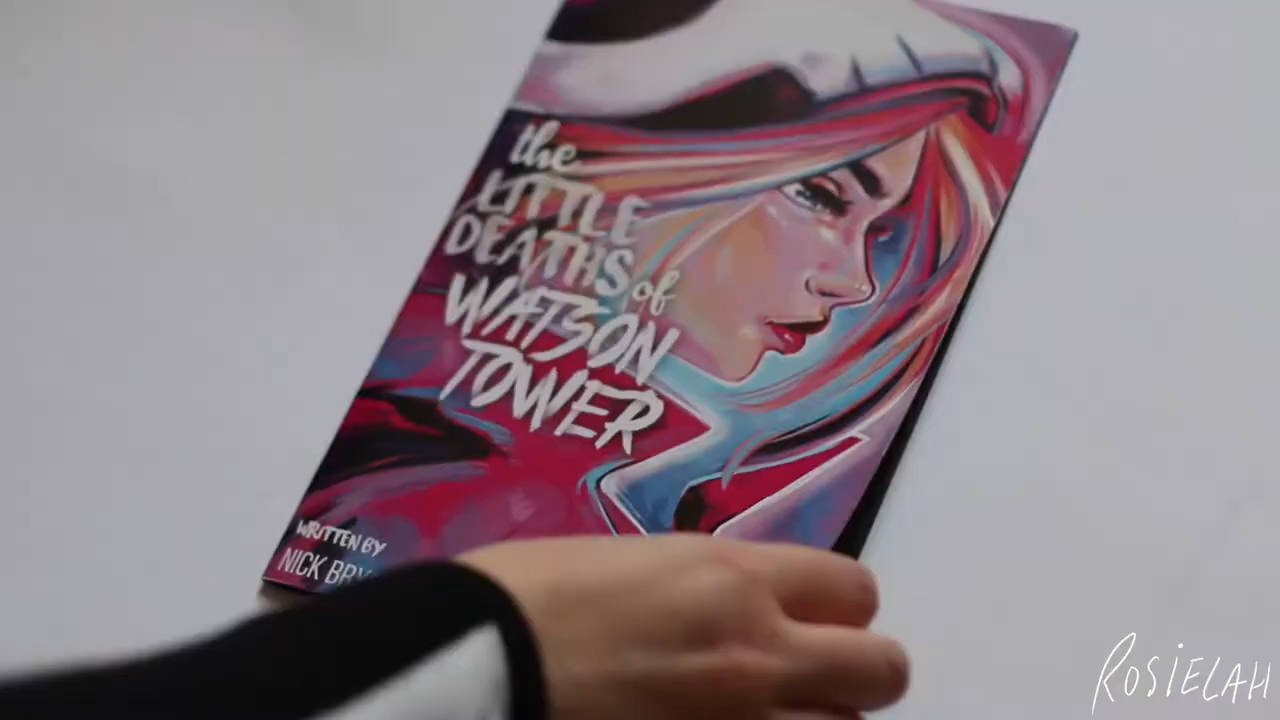 the
LITTLE
DEATHS of
WATSON
TOWER
WRITTEN BY
NICK
ROSIELAH